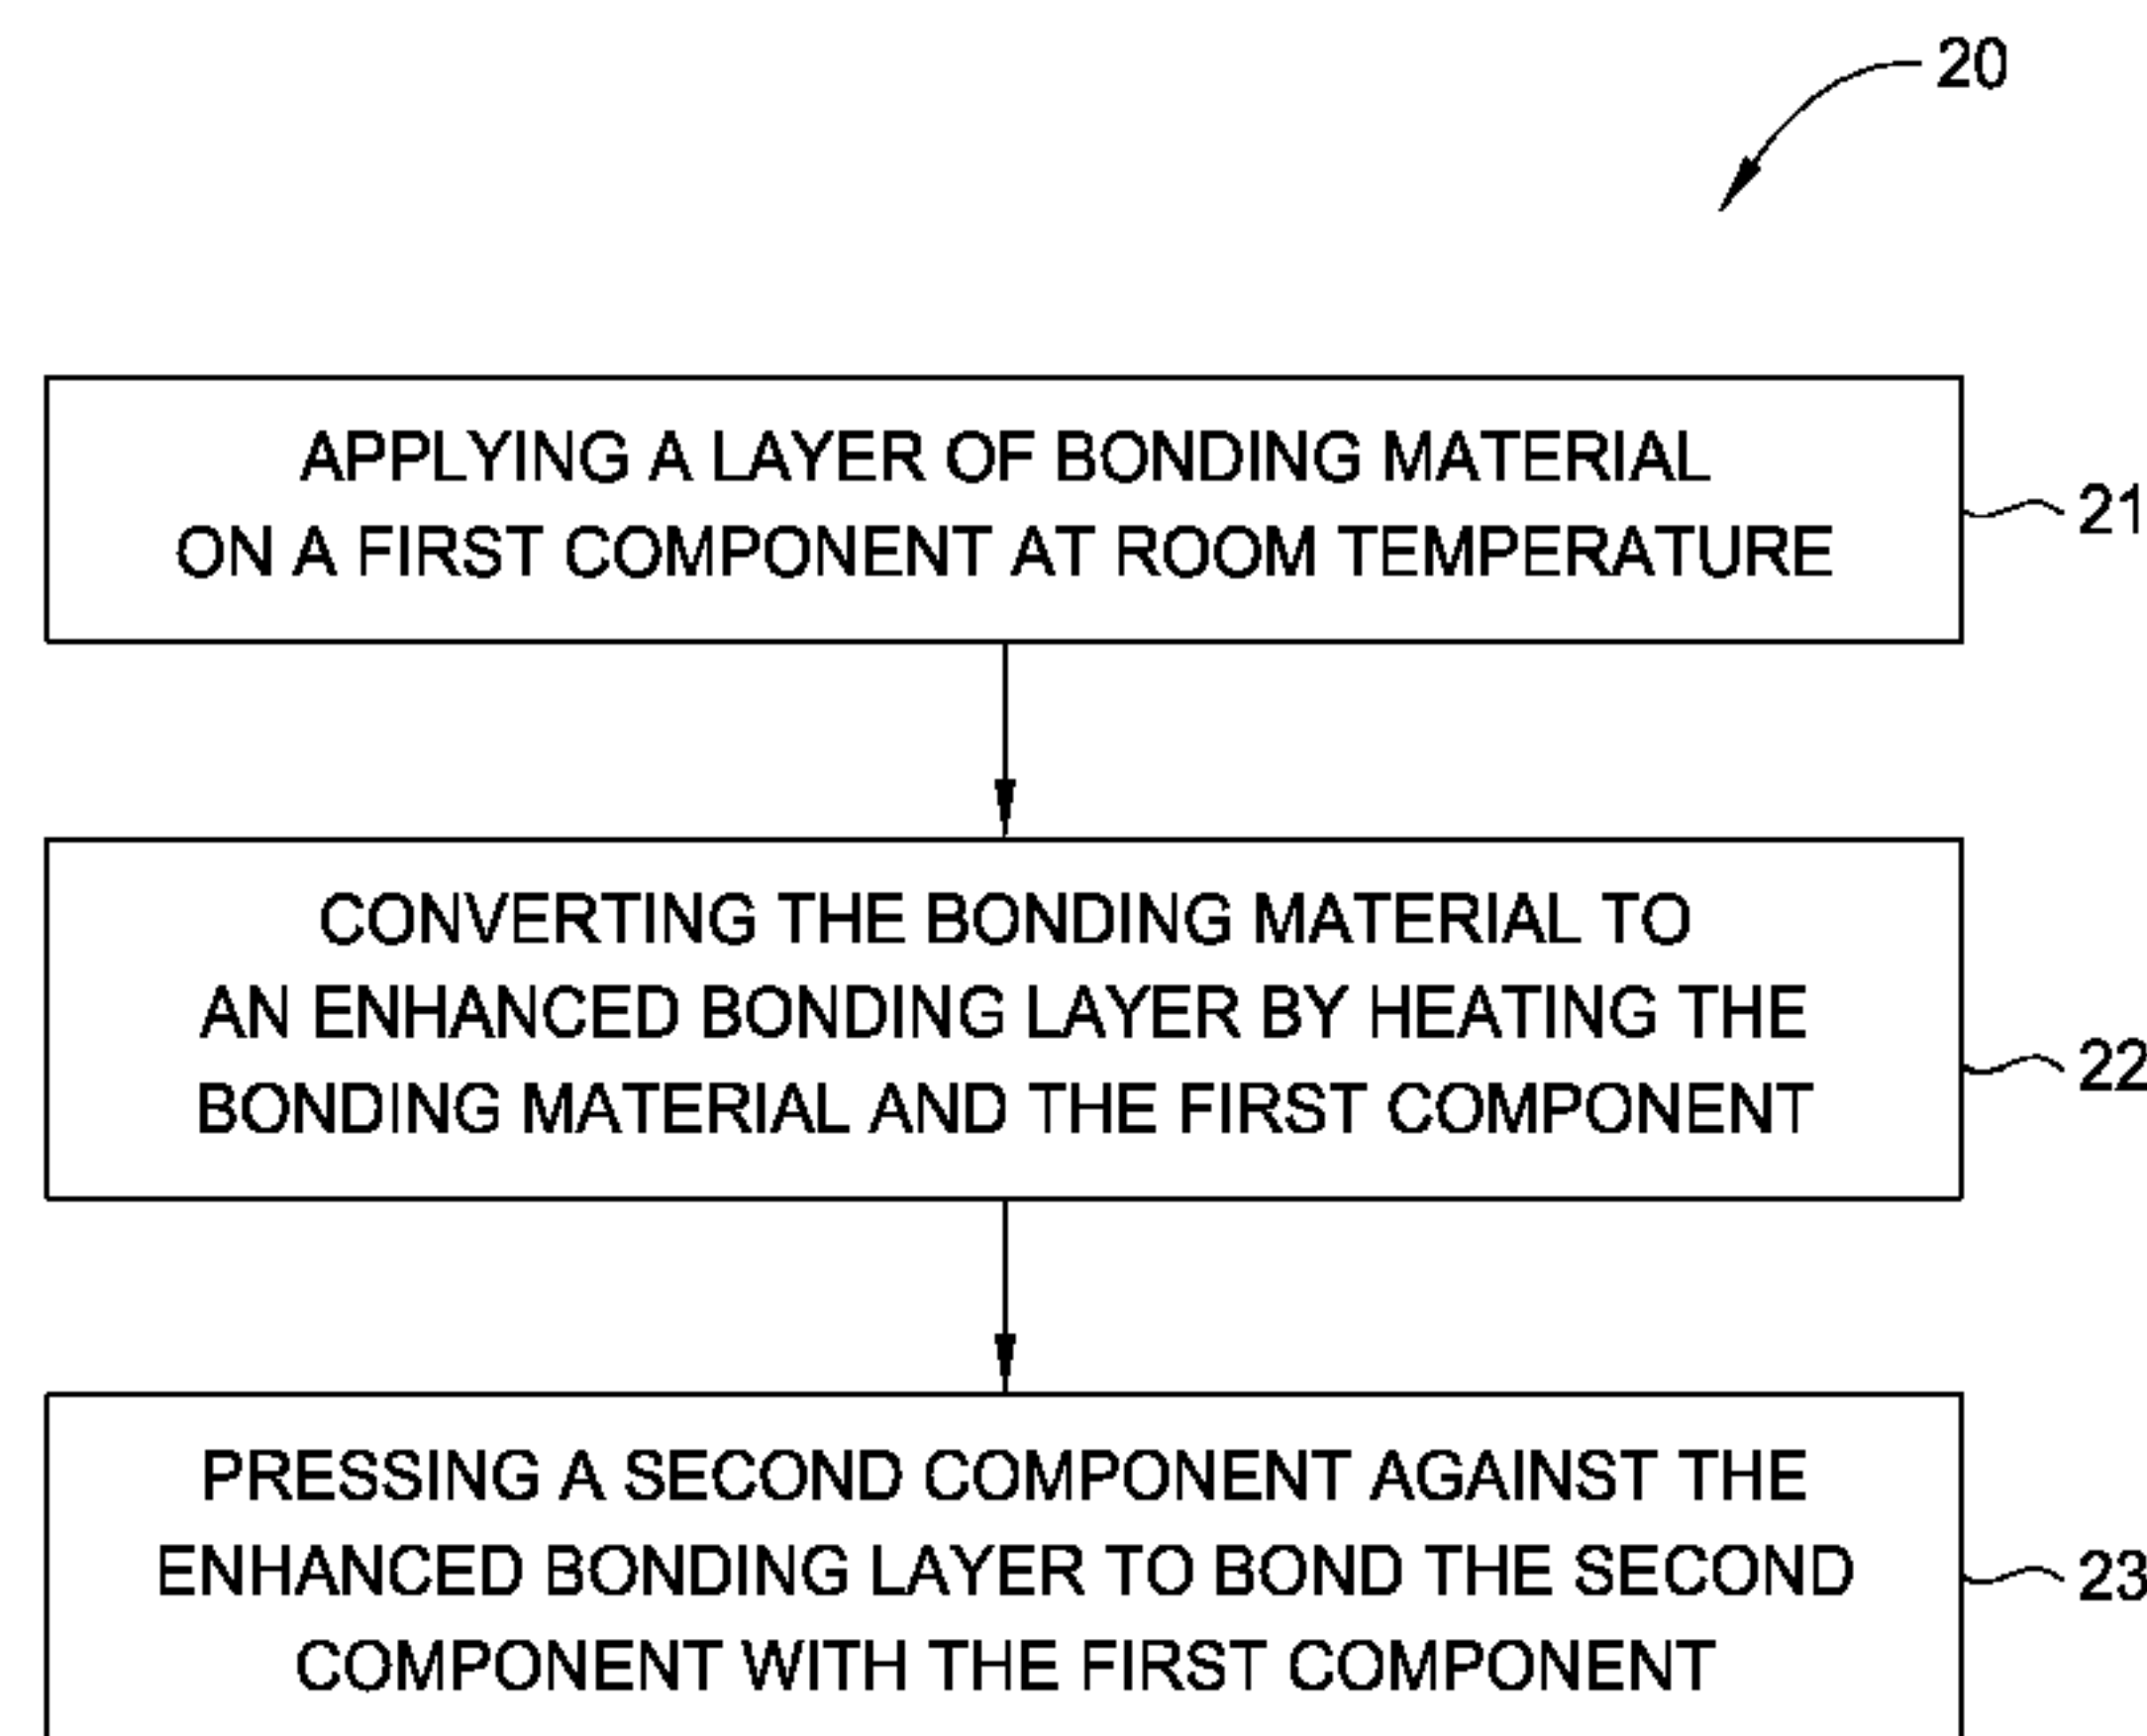 20
APPLYING A LAYER OF BONDING MATERIAL
ON A FIRST COMPONENT AT ROOM TEMPERATURE
21
CONVERTING THE BONDING MATERIAL TO
AN ENHANCED BONDING LAYER BY HEATING THE
BONDING MATERIAL AND THE FIRST COMPONENT
22
PRESSING A SECOND COMPONENT AGAINST THE
ENHANCED BONDING LAYER TO BOND THE SECOND
COMPONENT WITH THE FIRST COMPONENT
23